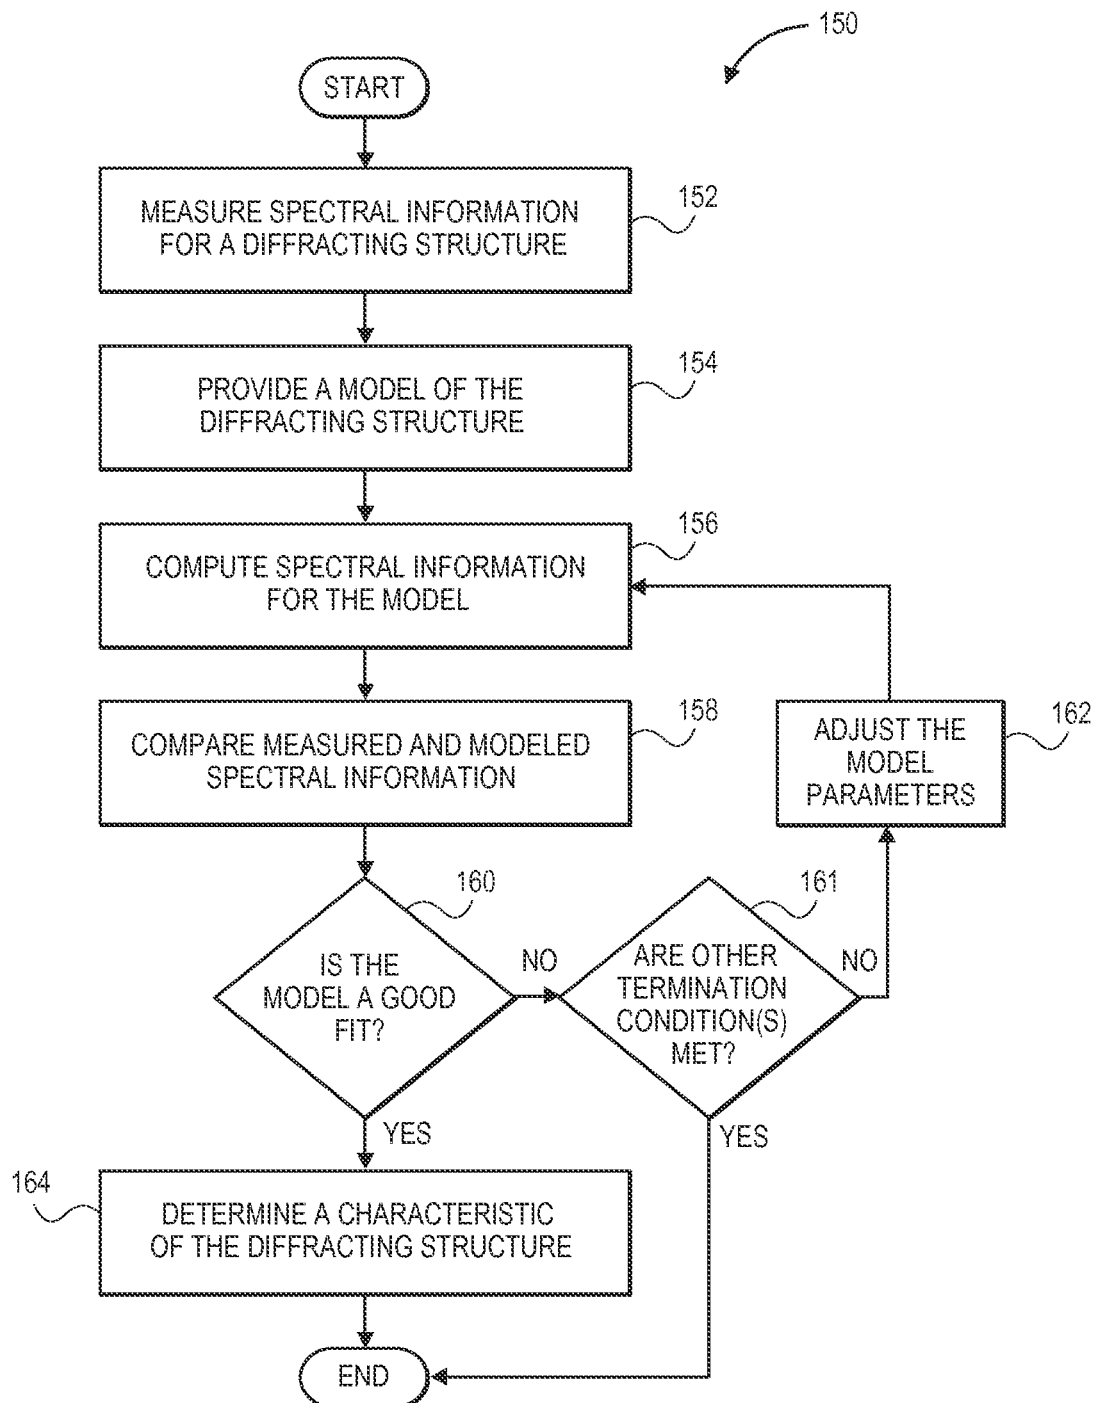 150
START
152
MEASURE SPECTRAL INFORMATION
FOR A DIFFRACTING STRUCTURE
154
PROVIDE A MODEL OF THE
DIFFRACTING STRUCTURE
156
COMPUTE SPECTRAL INFORMATION
FOR THE MODEL
158
COMPARE MEASURED AND MODELED
SPECTRAL INFORMATION
162
ADJUST THE
MODEL
PARAMETERS
160
IS THE
MODEL A GOOD
FIT?
NO
161
ARE OTHER
TERMINATION
CONDITION(S)
MET?
NO
YES
YES
164
DETERMINE A CHARACTERISTIC
OF THE DIFFRACTING STRUCTURE
END